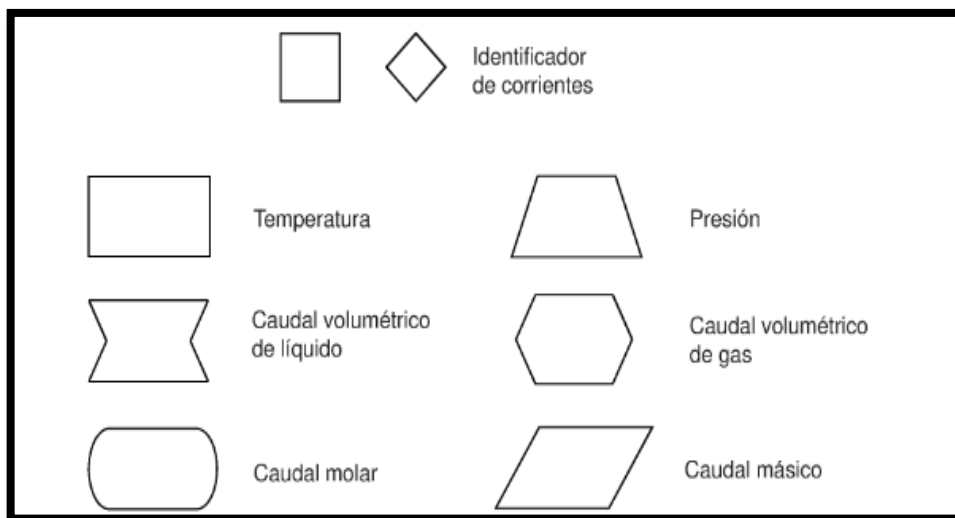 Identificador
de corrientes
Temperatura
Presión
Caudal volumétrico
de líquido
Caudal volumétrico
de gas
Caudal molar
Caudal másico